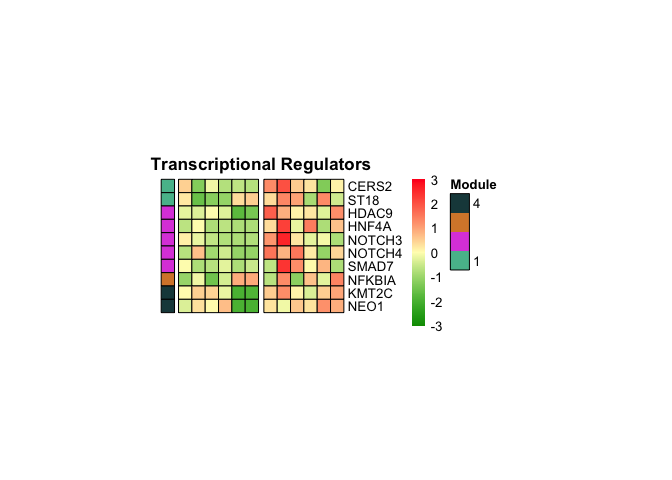 Transcriptional Regulators
CERS2
ST18
HDAC9
HNF4A
NOTCH3
NOTCH4
SMAD7
NFKBIA
KMT2C
NEO1
3
2
1
0
-1
-2
-3
Module
4
1